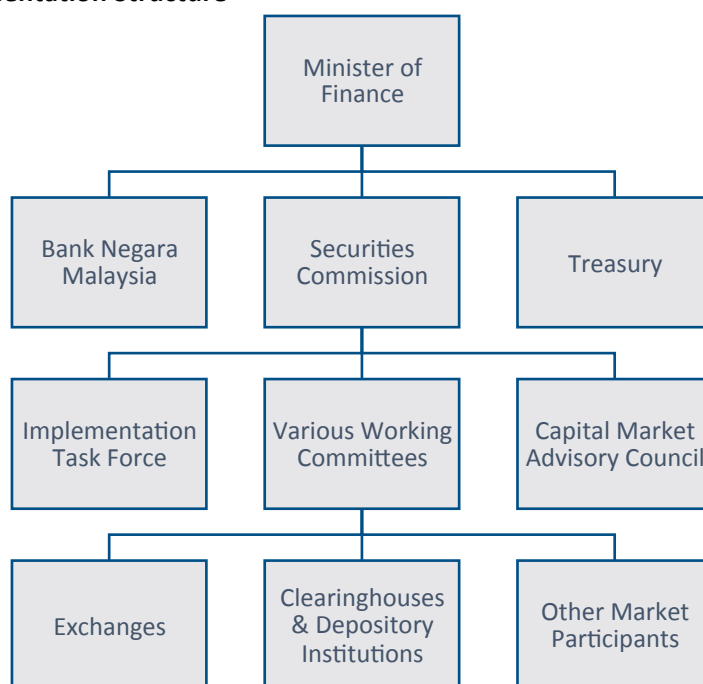 Minister of
Finance
Bank Negara
Malaysia
Securities
Commission
Treasury
Implementation
Task Force
Various Working
Committees
Capital Market
Advisory Council
Exchanges
Clearinghouses
& Depository
Institutions
Other Market
Participants